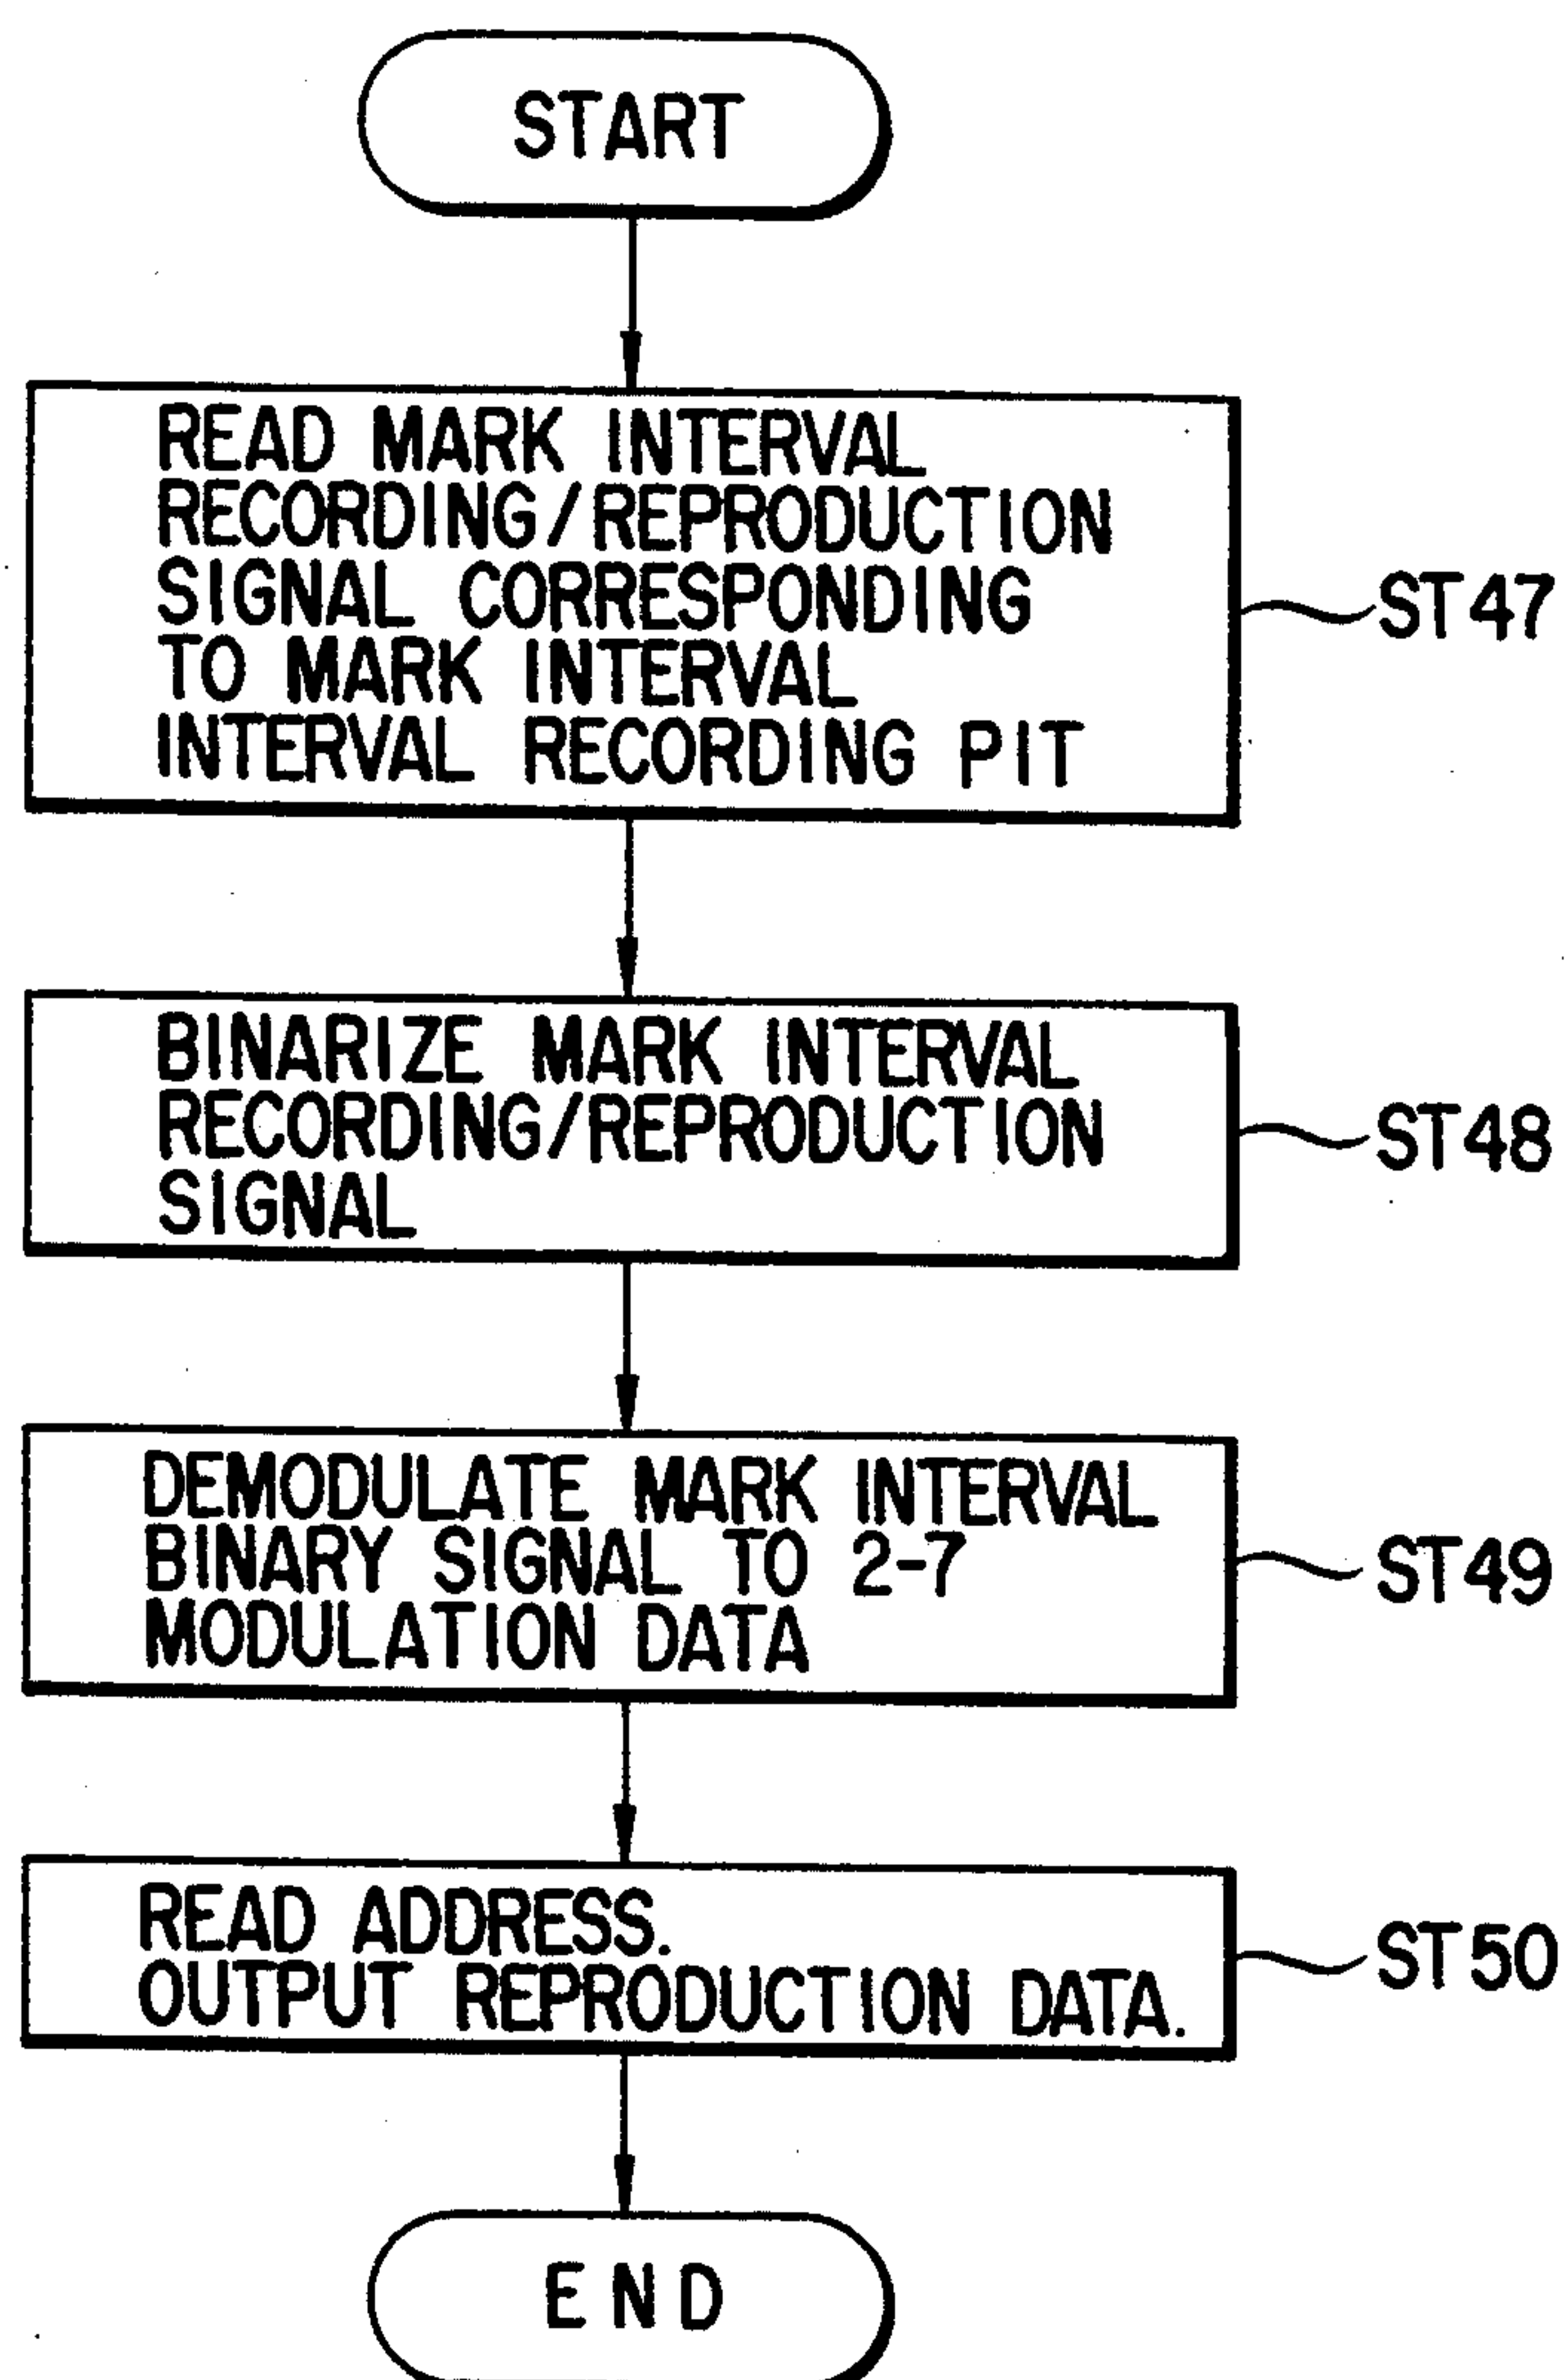 START
READ MARK INTERVAL
RECORDING/REPRODUCTION
SIGNAL CORRESPONDING
TO MARK INTERVAL
INTERVAL RECORDING PIT
ST47
BINARIZE MARK INTERVAL
RECORDING/REPRODUCTION
SIGNAL
ST48
DEMODULATE MARK INTERVAL
BINARY SIGNAL TO 2-7
MODULATION DATA
ST49
READ ADDRESS.
OUTPUT REPRODUCTION DATA.
ST50
END